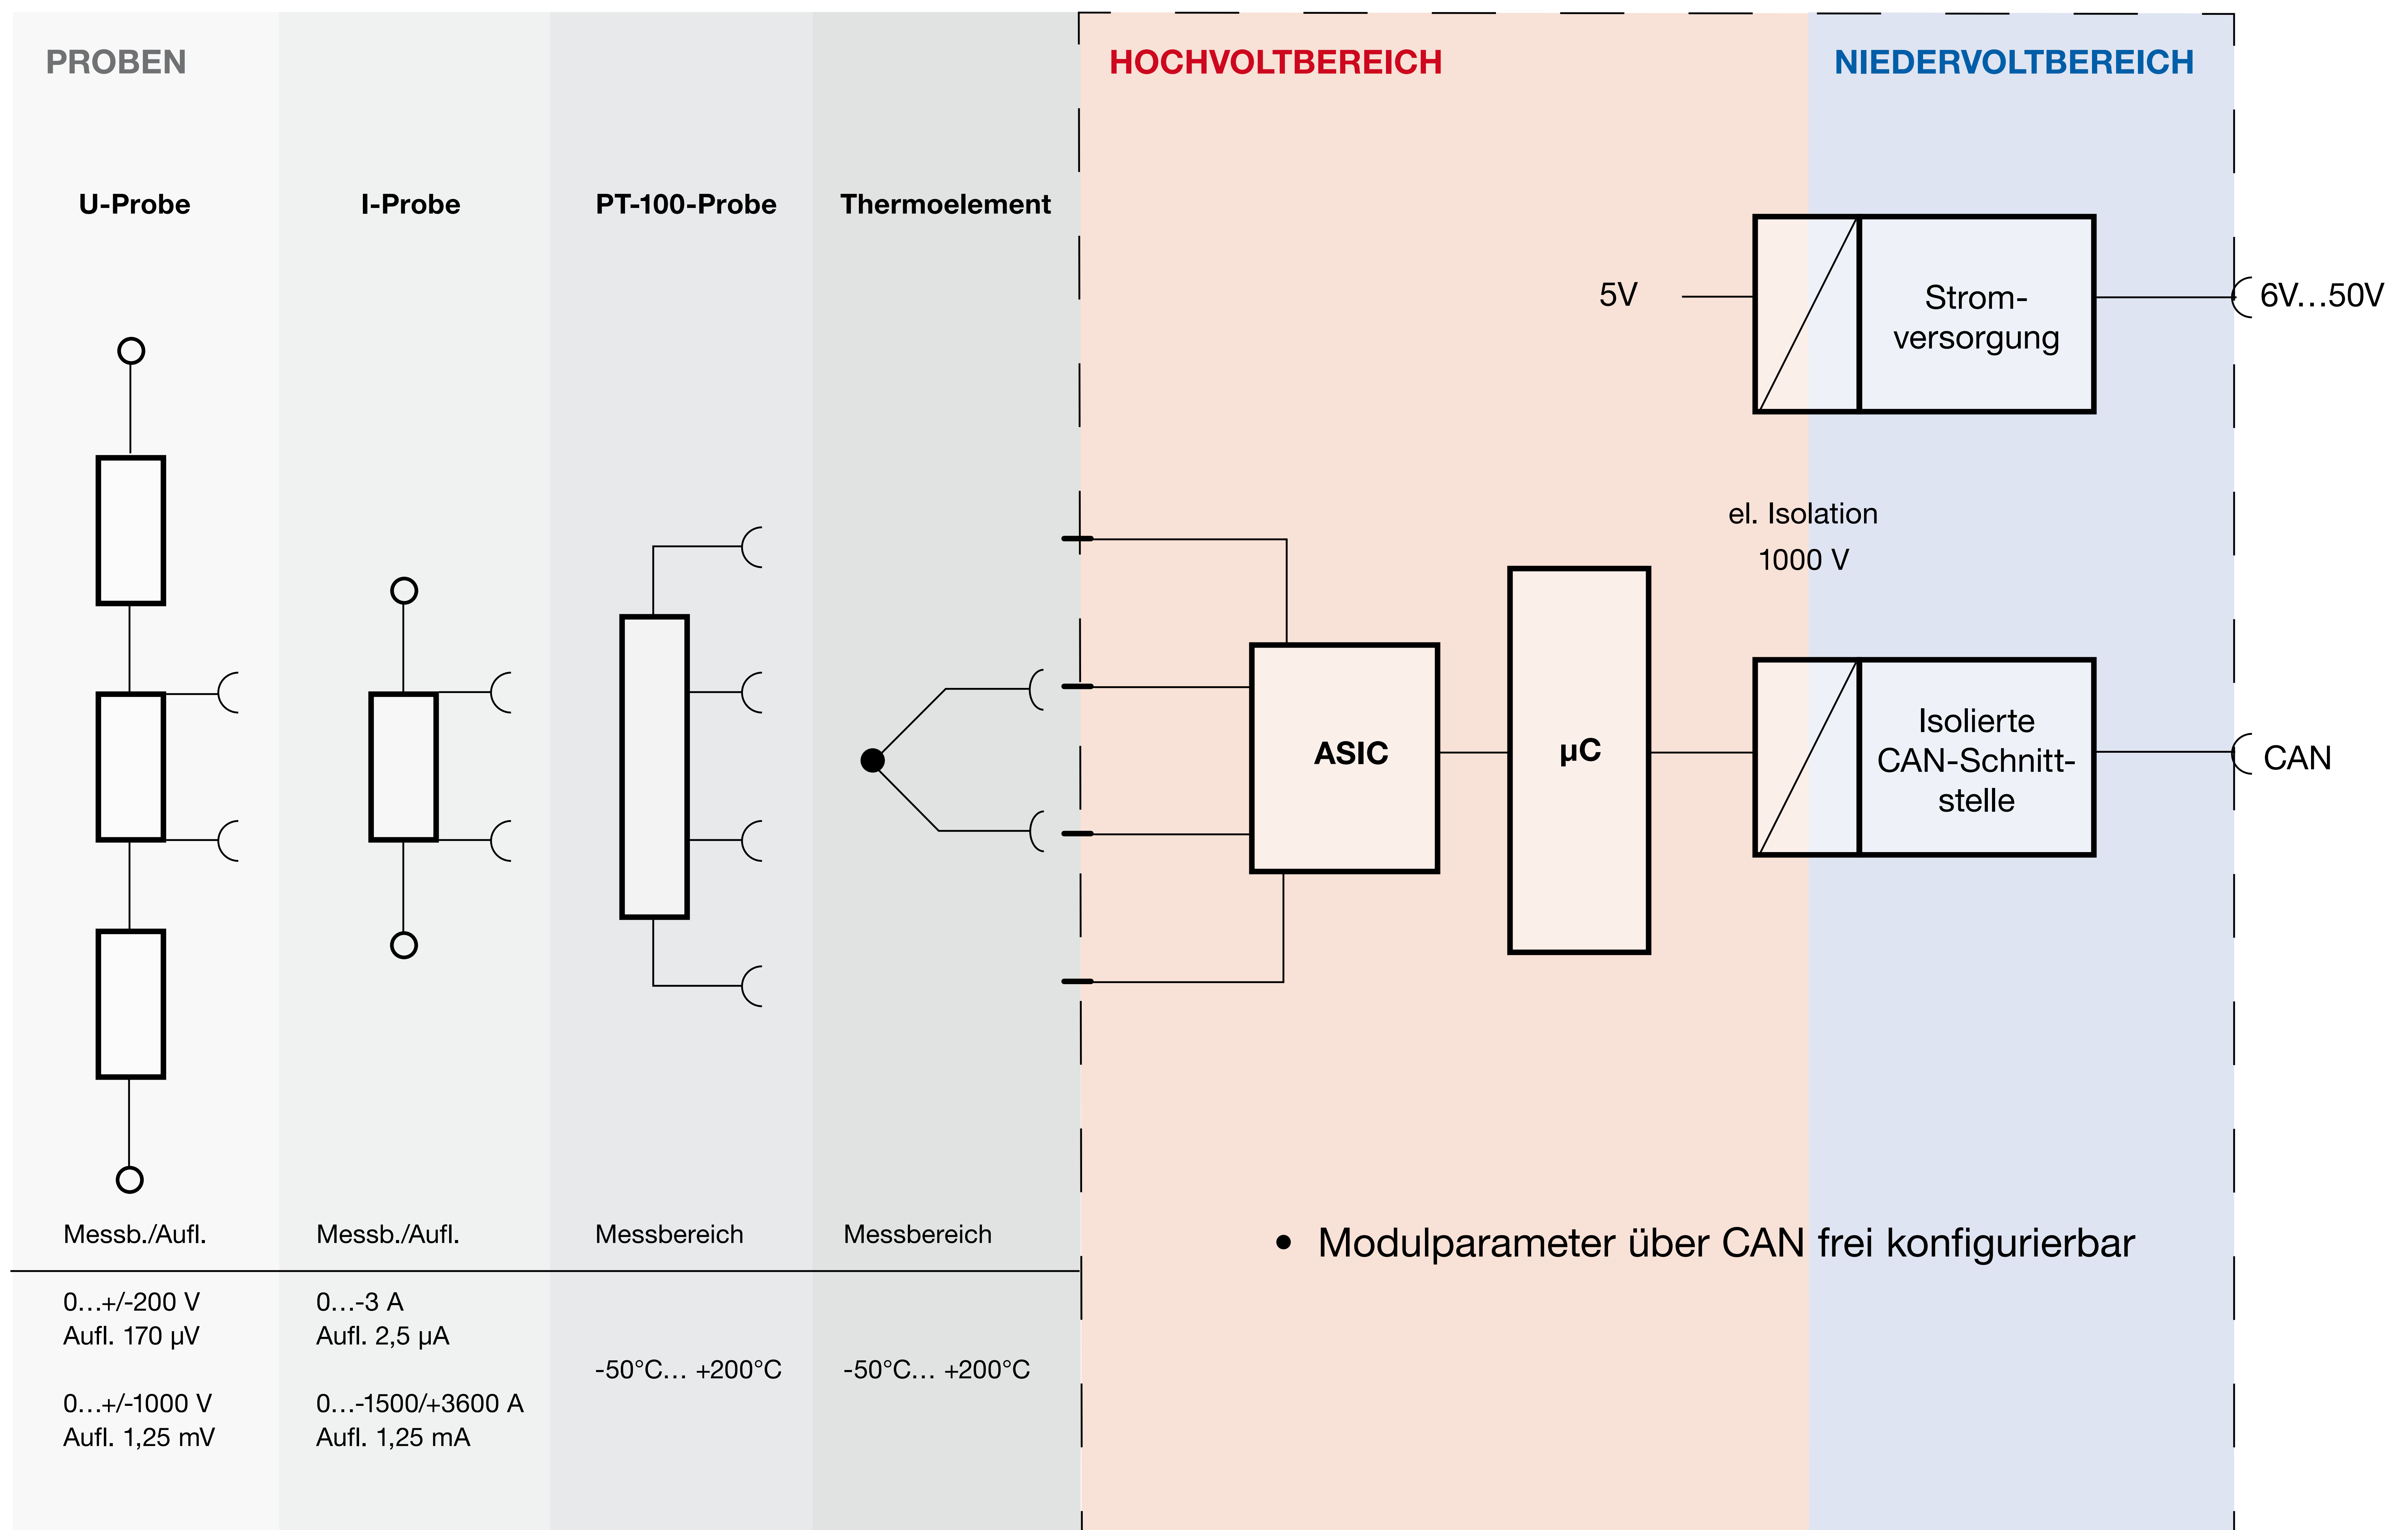 PROBEN
HOCHVOLTBEREICH
NIEDERVOLTBEREICH
U-Probe
I-Probe
PT-100-Probe
Thermoelement
5V
Strom-
versorgung
6V...50V
el. Isolation
1000 V
ASIC
µC
Isolierte
CAN-Schnitt-
stelle
CAN
Messb./Aufl.
Messb./Aufl.
Messbereich
Messbereich
• Modulparameter über CAN frei konfigurierbar
0...+/-200 V
Aufl. 170 µV
0...+/-1000 V
Aufl. 1,25 mV
0...-3 A
Aufl. 2,5 µA
0...-1500/+3600 A
Aufl. 1,25 mA
-50°C... +200°C
-50°C... +200°C